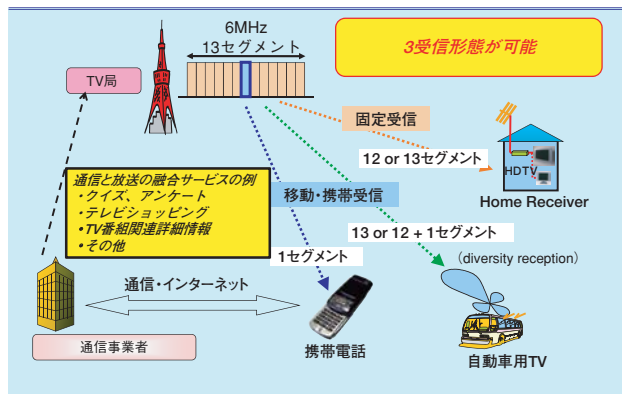 6MHz
13セグメント
3受信形態が可能
TV局
固定受信
12 or 13セグメント
HDTV
Home Receiver
通信と放送の融合サービスの例
・クイズ、アンケート
・テレビショッピング
・TV番組関連詳細情報
・その他
移動・携帯受信
13 or 12 + 1セグメント
1セグメント
（diversity reception）
通信・インターネット
通信事業者
携帯電話
自動車用TV